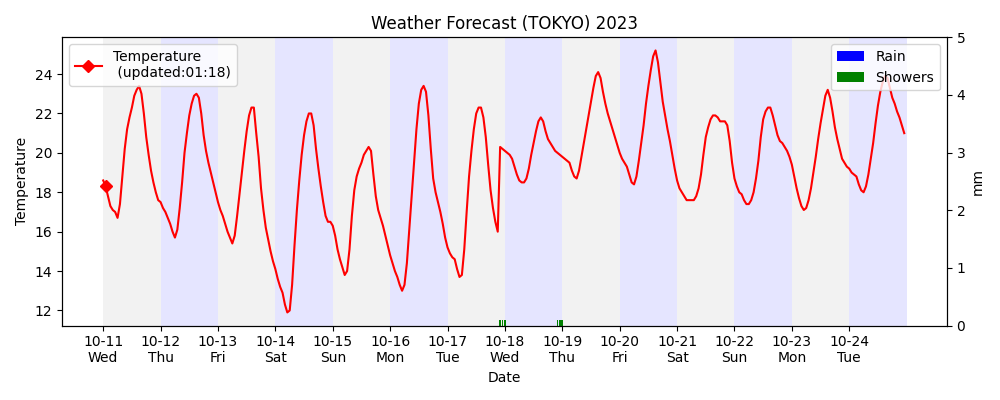 Weather Forecast (TOKYO) 2023
Temperature
(updated:01:18)
Rain
Showers
Temperature
24
22
20
18
16
14
12
5
4
3
2
1
0
mm
10-11 10-12 10-13 10-14 10-15 10-16 10-17 10-18 10-19 10-20 10-21 10-22 10-23 10-24
Wed Thu Fri Sat Sun Mon Tue Wed Thu Fri Sat Sun Mon Tue
Date